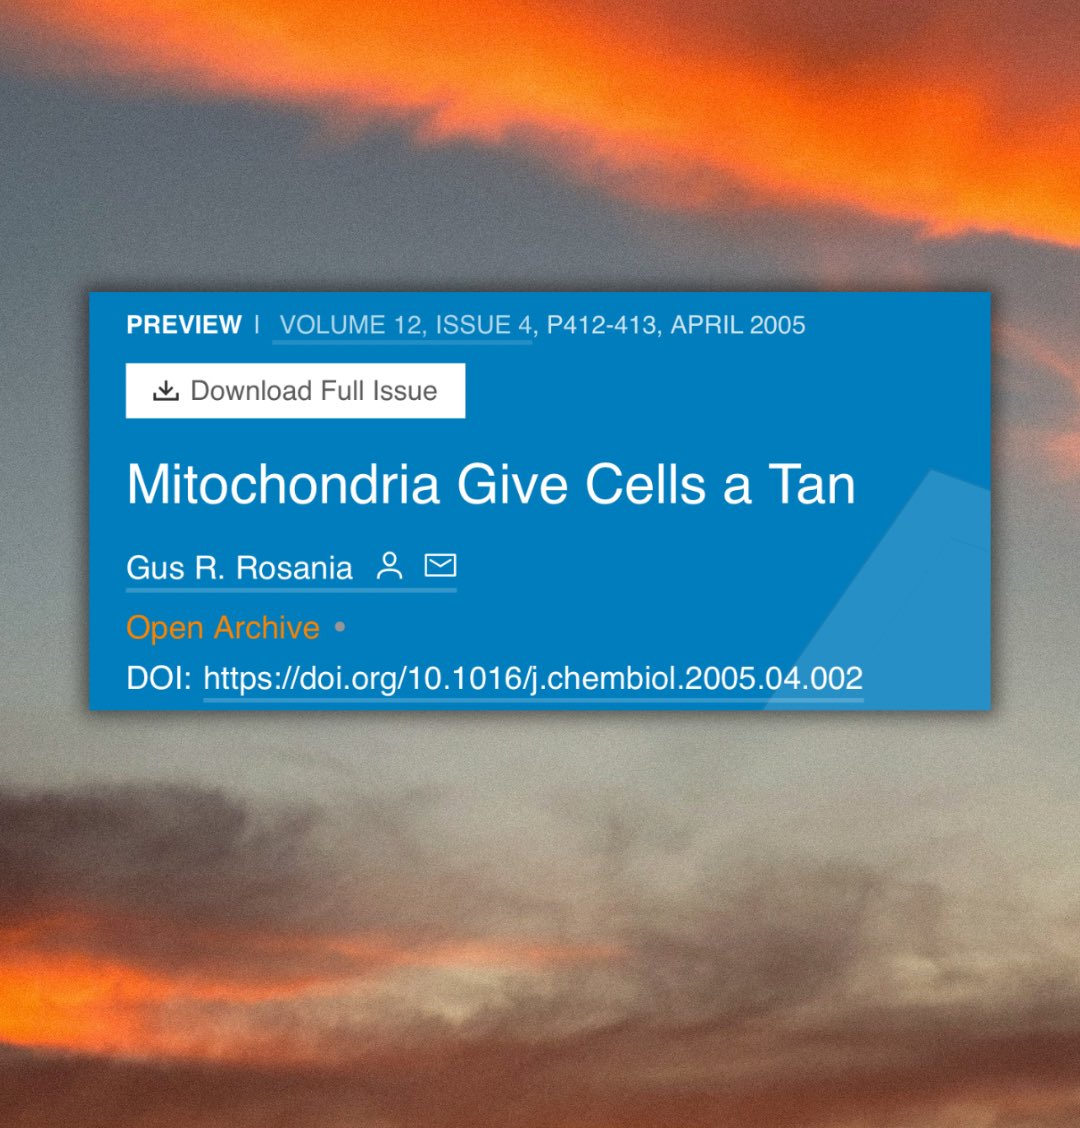 PREVIEW | VOLUME 12, ISSUE 4, P412-413, APRIL 2005
Download Full Issue
Mitochondria Give Cells a Tan
Gus R. Rosania
Open Archive •
DOI: https://doi.org/10.1016/j.chembiol.2005.04.002